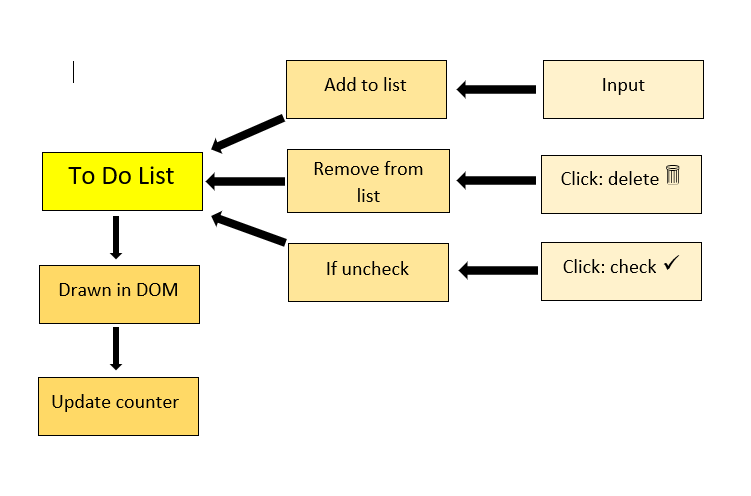 Add to list
Input
To Do List
Remove from
list
Click: delete 🗑
If uncheck
Click: check ✓
Drawn in DOM
Update counter